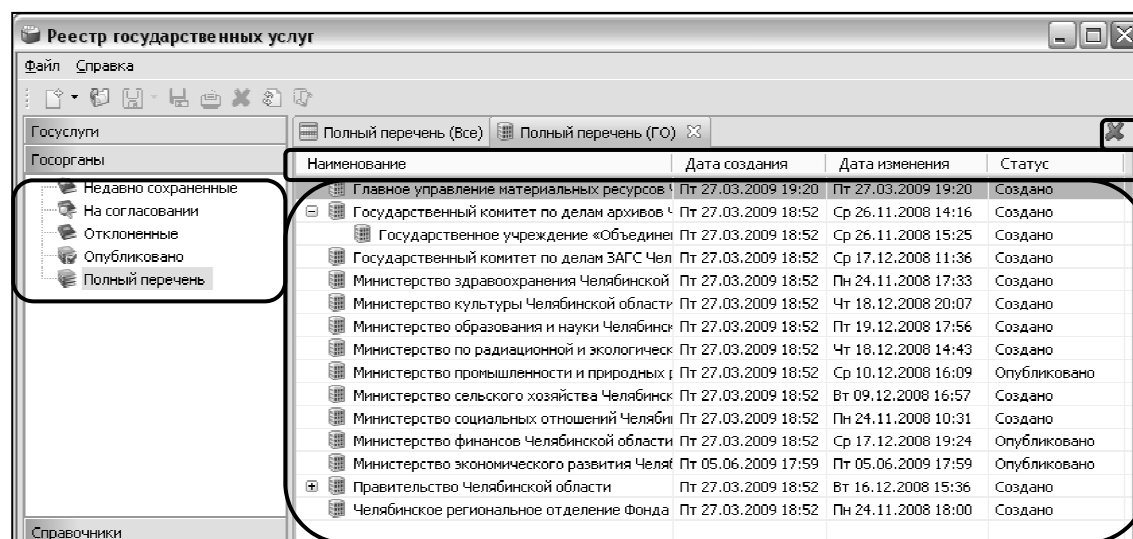 Реестр государственных услуг
Файл Справка
Госуслуги
Госорганы
Недавно сохраненные
На согласовании
Отклоненные
Опубликовано
Полный перечень
Справочники
Полный перечень (Все) Полный перечень (ГО)
Наименование Дата создания Дата изменения Статус
Главное управление материальных ресурсов Пт 27.03.2009 19:20 Пт 27.03.2009 19:20 Создано
Государственный комитет по делам архивов Пт 27.03.2009 18:52 Ср 26.11.2008 14:16 Создано
Государственное учреждение «Объедине Пт 27.03.2009 18:52 Ср 26.11.2008 15:25 Создано
Государственный комитет по делам ЗАГС Чел Пт 27.03.2009 18:52 Ср 17.12.2008 11:36 Создано
Министерство здравоохранения Челябинской Пт 27.03.2009 18:52 Пн 24.11.2008 17:33 Создано
Министерство культуры Челябинской области Пт 27.03.2009 18:52 Чт 18.12.2008 20:07 Создано
Министерство образования и науки Челябинс Пт 27.03.2009 18:52 Пт 19.12.2008 17:56 Создано
Министерство по радиационной и экологическ Пт 27.03.2009 18:52 Чт 18.12.2008 14:43 Создано
Министерство промышленности и природных Пт 27.03.2009 18:52 Ср 10.12.2008 16:09 Опубликовано
Министерство сельского хозяйства Челябинск Пт 27.03.2009 18:52 Вт 09.12.2008 16:57 Создано
Министерство социальных отношений Челяби Пт 27.03.2009 18:52 Пн 24.11.2008 10:31 Создано
Министерство финансов Челябинской области Пт 27.03.2009 18:52 Ср 17.12.2008 19:24 Опубликовано
Министерство экономического развития Челя Пт 05.06.2009 17:59 Пт 05.06.2009 17:59 Опубликовано
Правительство Челябинской области Пт 27.03.2009 18:52 Вт 16.12.2008 15:36 Создано
Челябинское региональное отделение Фонда Пт 27.03.2009 18:52 Пн 24.11.2008 18:00 Создано